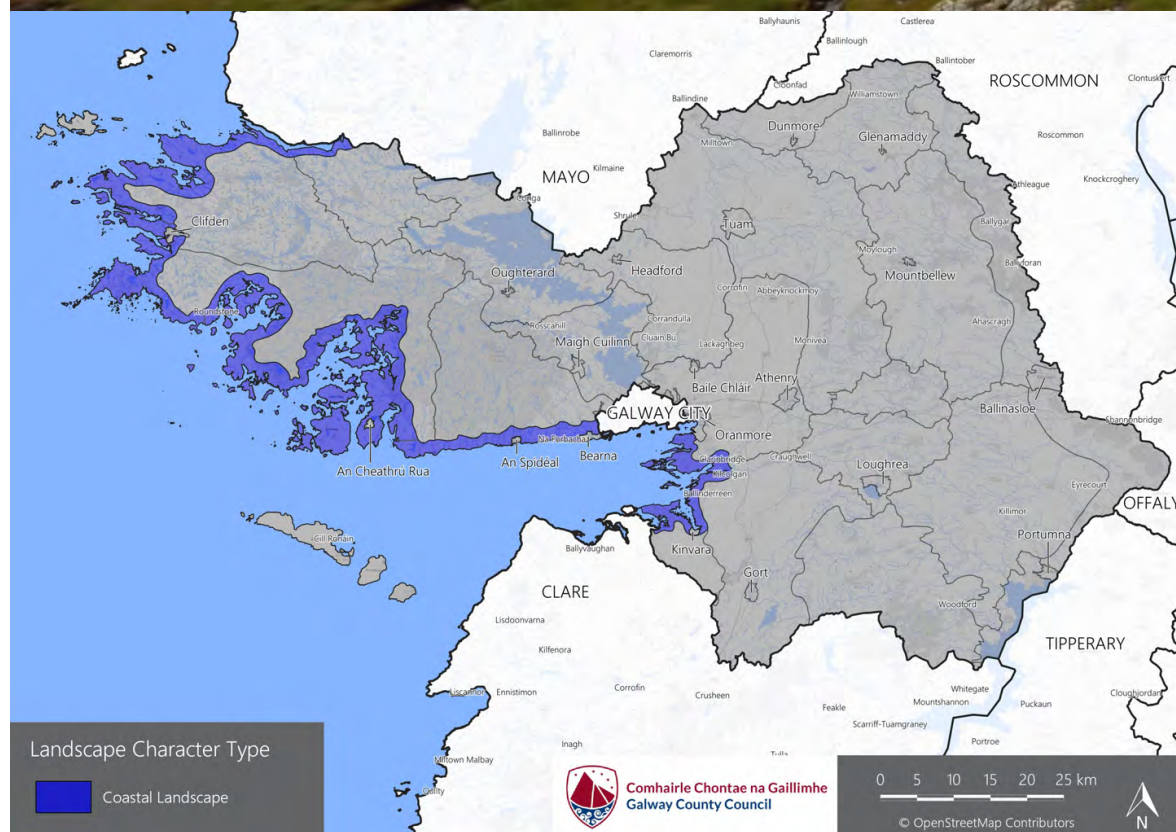 Ballyhaunis
Castlerea
Ballinlough
Claremorris
Ballintober
ROSCOMMON
Clontuskert
Cloonfad
Williamstown
Ballindine
Dunmore
Glenamaddy
Roscommon
Ballinrobe
Milltown
Kilmaine
MAYO
Athleague
Knockcroghery
Conga
Shrule
Tuam
Ballygar
Clifden
Moylough
Ballyforan
Oughterard
Headford
Mountbellew
Corrofin
Abbeyknockmoy
Roundstone
Corrandulla
Ahascragh
Rosscahill
Cluain Bu
Maigh Cuilinn
Lackaghbeg
Monivea
Athenry
Baile Chláir
Ballinasloe
GALWAY CITY
Shannonbridge
Oranmore
Na Forbacha
An Spidéal
Bearna
Clarinbridge
Craughwell
Loughrea
An Cheathrú Rua
Kilcolgan
Eyrecourt
Ballinderreen
OFFALY
Killimor
Cill Rónáin
Portumna
Ballyvaughan
Kinvara
Gort
CLARE
Woodford
Lisdoonvarna
TIPPERARY
Kilfenora
Liscannor
Ennistimon
Corrofin
Crusheen
Whitegate
Mountshannon
Cloughjordan
Feakle
Puckaun
Scarriff-Tuamgraney
Inagh
Portroe
Tulla
Miltown Malbay
Quilty
Landscape Character Type
Coastal Landscape
Comhairle Chontae na Gaillimhe
Galway County Council
0 5 10 15 20 25 km
© OpenStreetMap Contributors
N